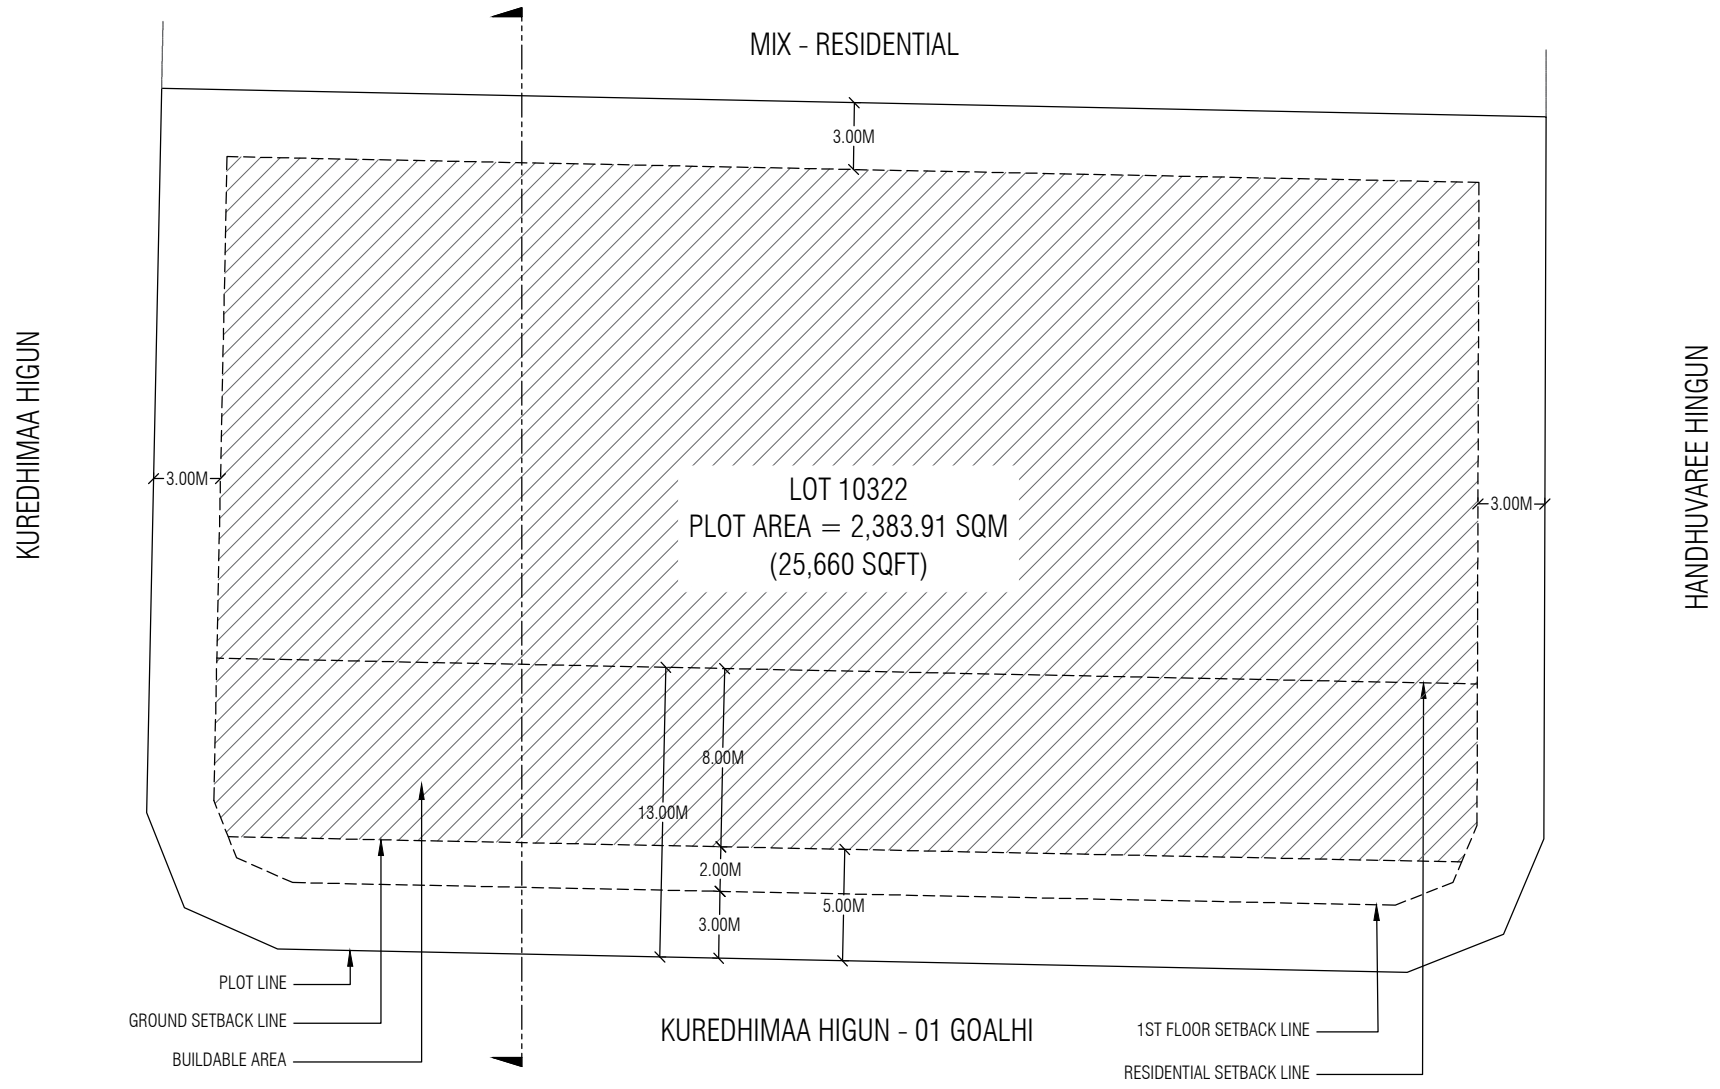 MIX - RESIDENTIAL
3.00M
KUREDHIMAA HIGUN
HANDHUVAREE HINGUN
3.00M
LOT 10322
PLOT AREA = 2,383.91 SQM
(25,660 SQFT)
3.00M
8.00M
13.00M
2.00M
5.00M
3.00M
PLOT LINE
GROUND SETBACK LINE
BUILDABLE AREA
KUREDHIMAA HIGUN - 01 GOALHI
1ST FLOOR SETBACK LINE
RESIDENTIAL SETBACK LINE